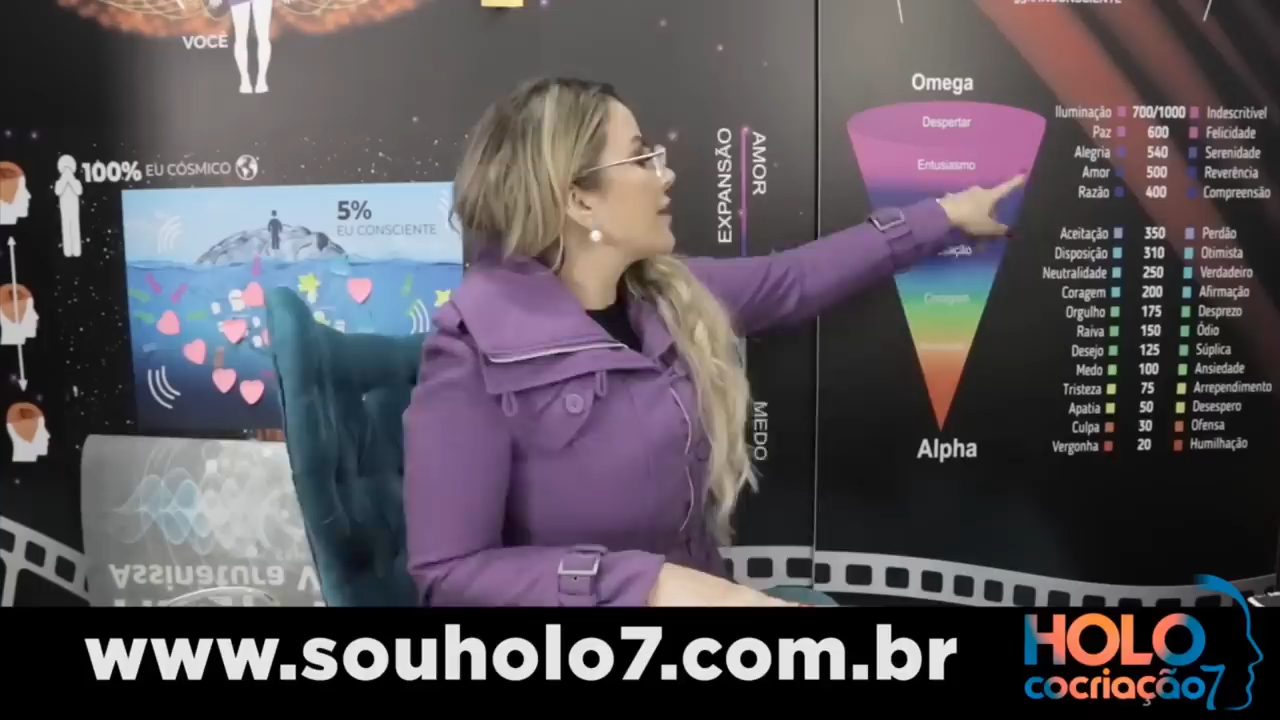 VOCÊ
100% EU CÓSMICO
5%
EU CONSCIENTE
EXPANSÃO
AMOR
MEDO
Omega
Despertar
Entusiasmo
Alpha
Iluminação 700/1000 Indescritível
Paz 600 Felicidade
Alegria 540 Serenidade
Amor 500 Reverência
Razão 400 Compreensão
Aceitação 350 Perdão
Disposição 310 Otimista
Neutralidade 250 Verdadeiro
Coragem 200 Afirmação
Orgulho 175 Desprezo
Raiva 150 Ódio
Desejo 125 Súplica
Medo 100 Ansiedade
Tristeza 75 Arrependimento
Apatia 50 Desespero
Culpa 30 Ofensa
Vergonha 20 Humilhação
Assinatura V
www.souholo7.com.br
HOLO
cocriação 7